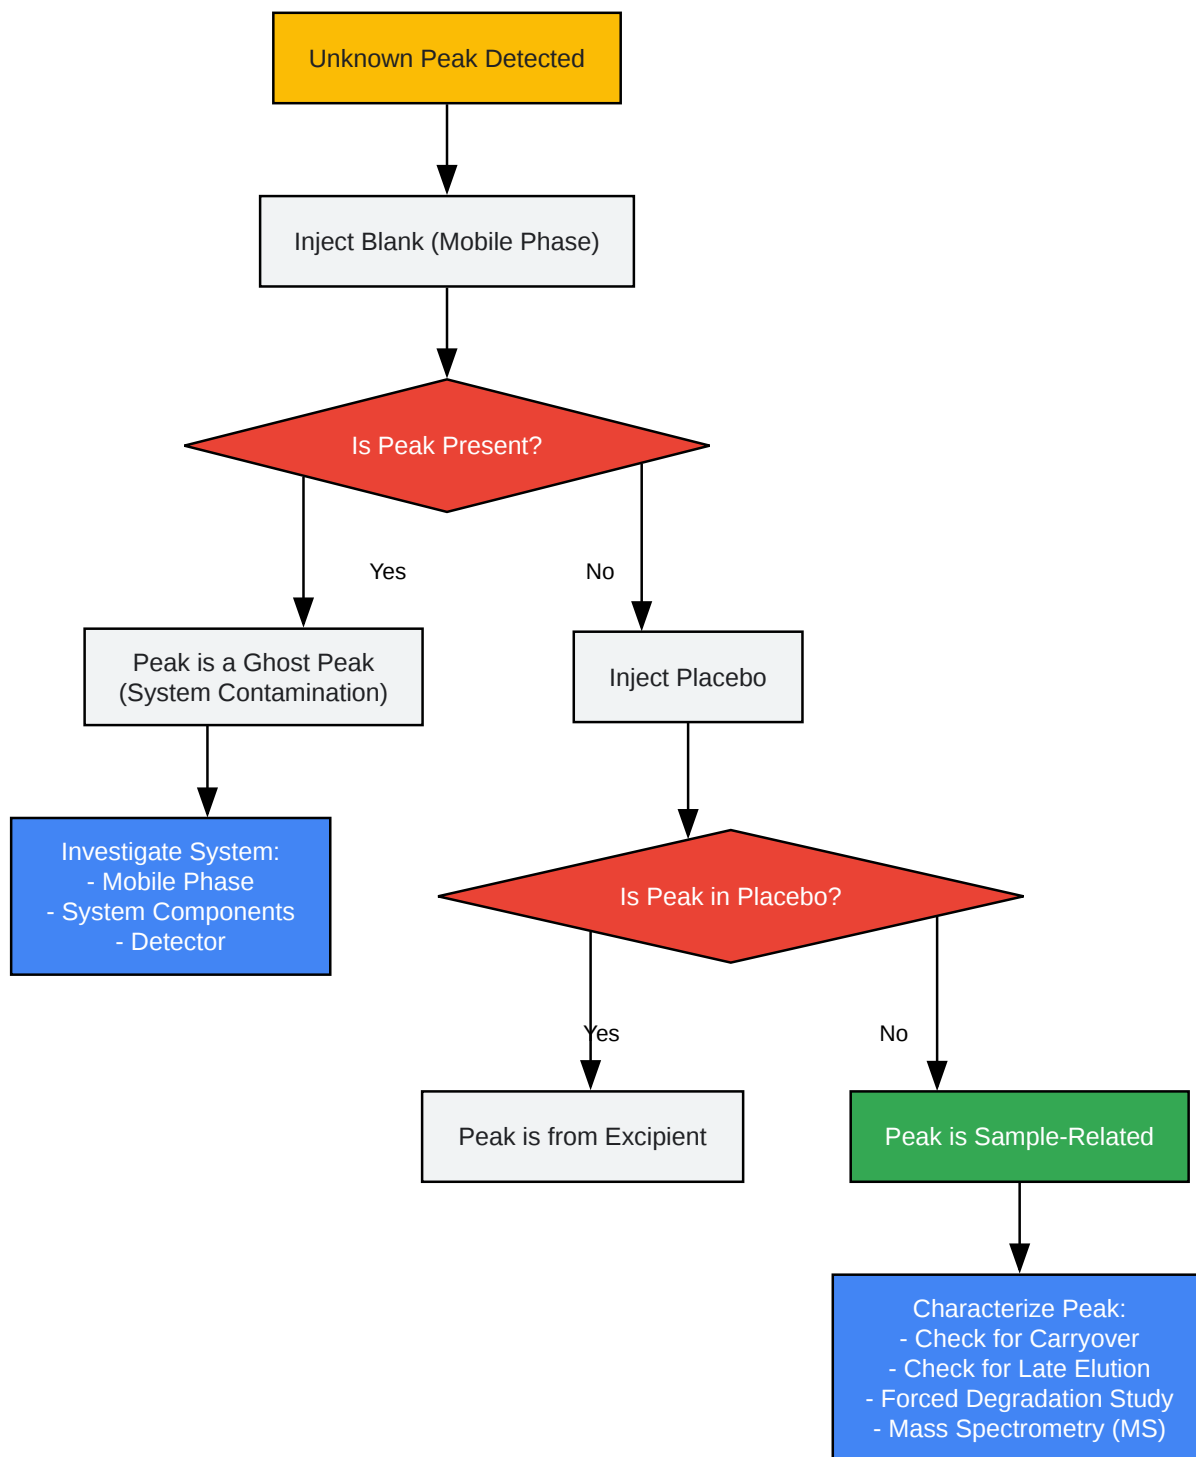 Unknown Peak Detected
Inject Blank (Mobile Phase)
Is Peak Present?
Yes
No
Peak is a Ghost Peak
(System Contamination)
Inject Placebo
Investigate System:
- Mobile Phase
- System Components
- Detector
Is Peak in Placebo?
Yes
No
Peak is from Excipient
Peak is Sample-Related
Characterize Peak:
- Check for Carryover
- Check for Late Elution
- Forced Degradation Study
- Mass Spectrometry (MS)